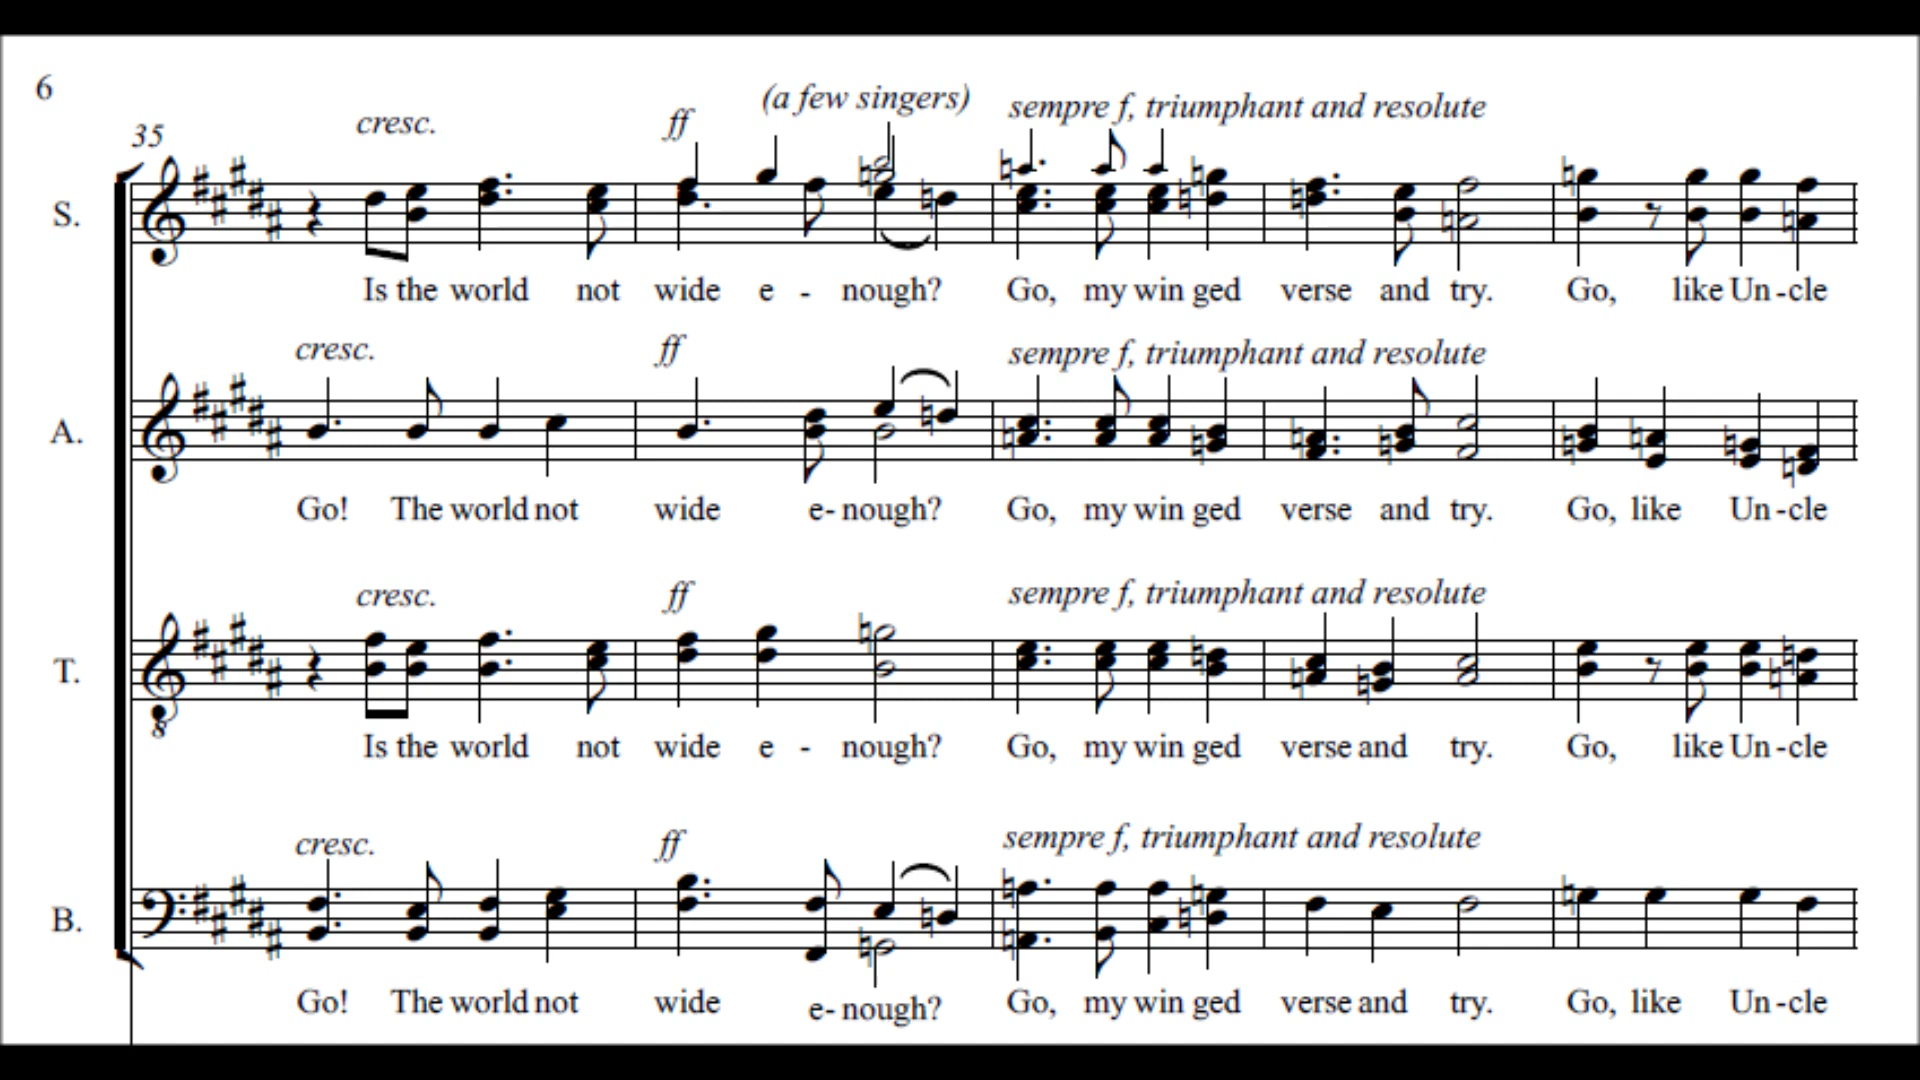 6
(a few singers)
35 cresc. ff sempre f, triumphant and resolute
S.
Is the world not wide e - nough? Go, my win ged verse and try. Go, like Un-cle
cresc. ff sempre f, triumphant and resolute
A.
Go! The world not wide e- nough? Go, my win ged verse and try. Go, like Un-cle
cresc. ff sempre f, triumphant and resolute
T.
8
Is the world not wide e - nough? Go, my win ged verse and try. Go, like Un-cle
cresc. ff sempre f, triumphant and resolute
B.
Go! The world not wide e- nough? Go, my win ged verse and try. Go, like Un-cle